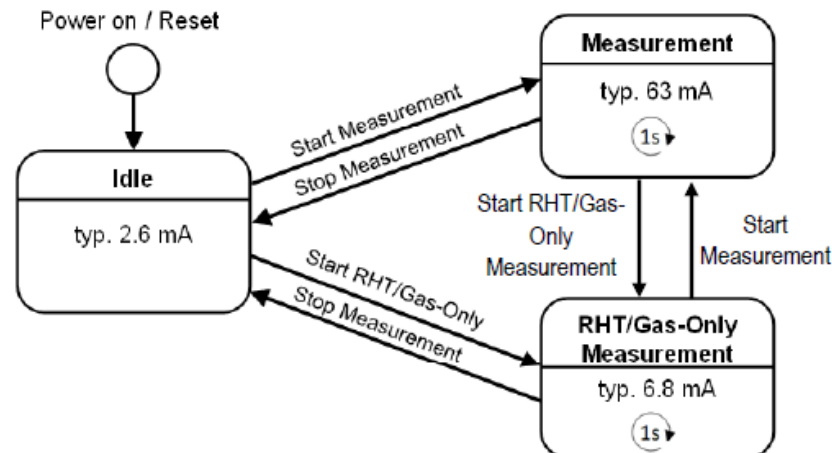 Power on / Reset
Idle
typ. 2.6 mA
Start Measurement
Stop Measurement
Measurement
typ. 63 mA
1s
Start RHT/Gas-
Only
Measurement
Start
Measurement
Start RHT/Gas-Only
Stop Measurement
RHT/Gas-Only
Measurement
typ. 6.8 mA
1s